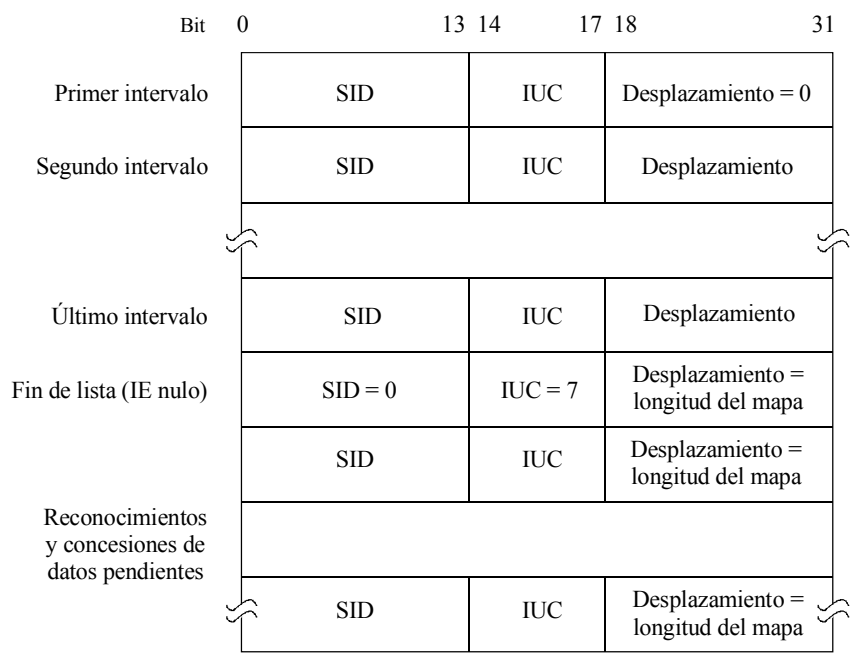 Bit 0 13 14 17 18 31
Primer intervalo SID IUC Desplazamiento = 0
Segundo intervalo SID IUC Desplazamiento
Último intervalo SID IUC Desplazamiento
Fin de lista (IE nulo) SID = 0 IUC = 7 Desplazamiento =
longitud del mapa
SID IUC Desplazamiento =
longitud del mapa
Reconocimientos
y concesiones de
datos pendientes
SID IUC Desplazamiento =
longitud del mapa